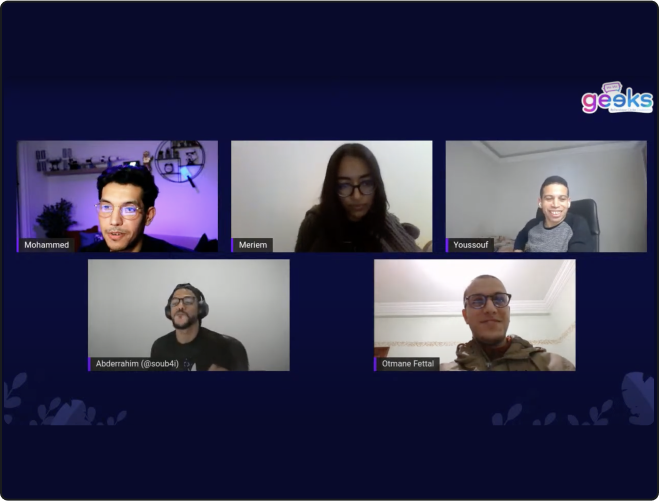 geeks
Mohammed
Meriem
Youssouf
Abderrahim (@soub4i)
Otmane Fettal